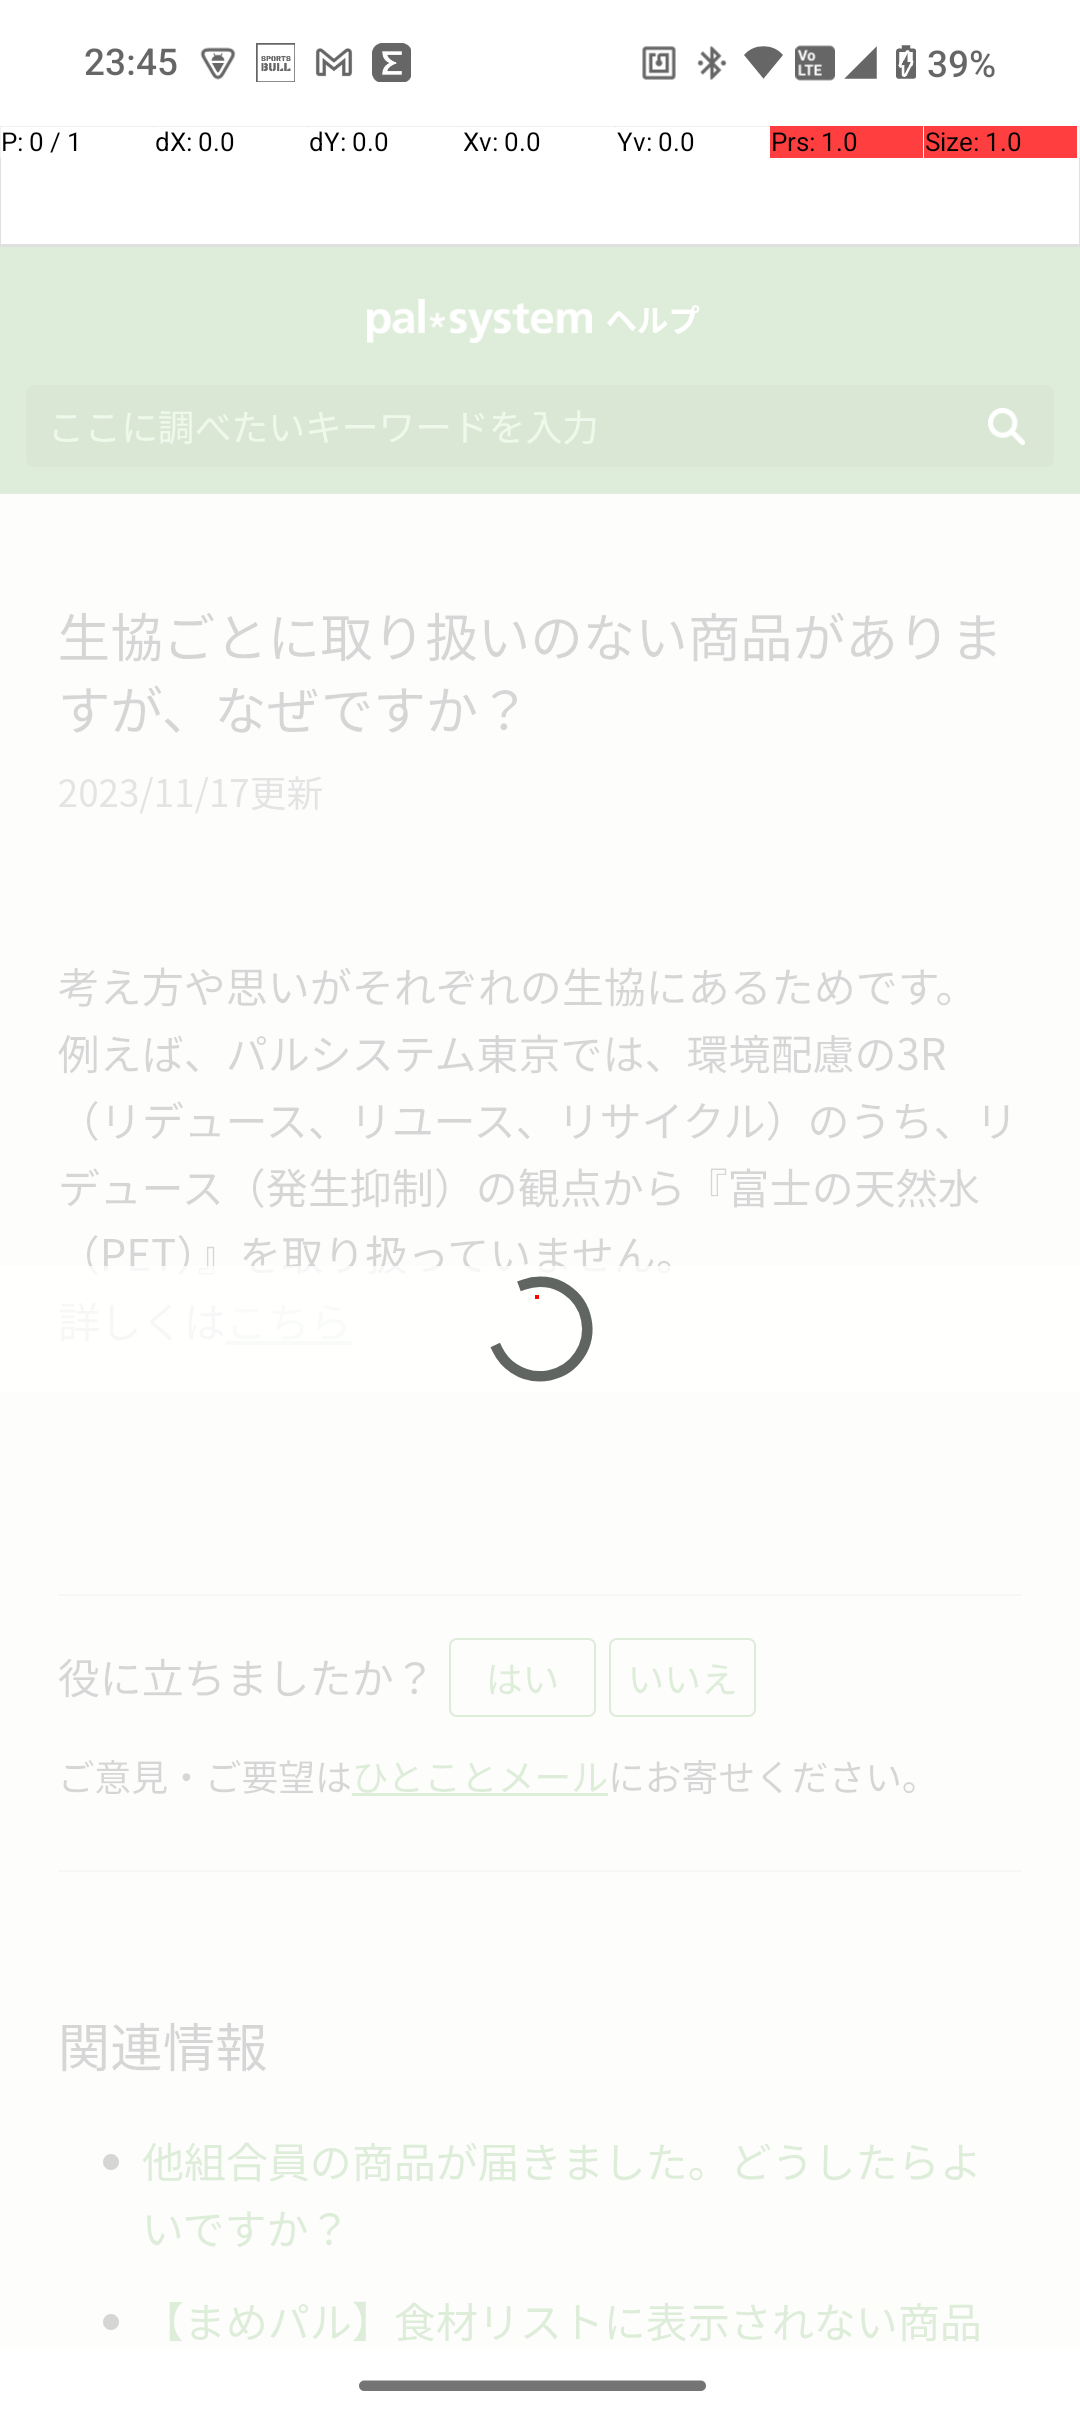 23:45
SPORTS
BULL
Vo
LTE
39%
P: 0 / 1 dX: 0.0 dY: 0.0 Xv: 0.0 Yv: 0.0 Prs: 1.0 Size: 1.0
pal*system ヘルプ
ここに調べたいキーワードを入力
生協ごとに取り扱いのない商品がありま
すが、なぜですか？
2023/11/17更新
考え方や思いがそれぞれの生協にあるためです。
例えば、パルシステム東京では、環境配慮の3R
（リデュース、リユース、リサイクル）のうち、リ
デュース（発生抑制）の観点から『富士の天然水
（PET）』を取り扱っていません。
詳しくはこちら
役に立ちましたか？ はい いいえ
ご意見・ご要望はひとことメールにお寄せください。
関連情報
他組合員の商品が届きました。どうしたらよ
いですか？
【まめパル】食材リストに表示されない商品